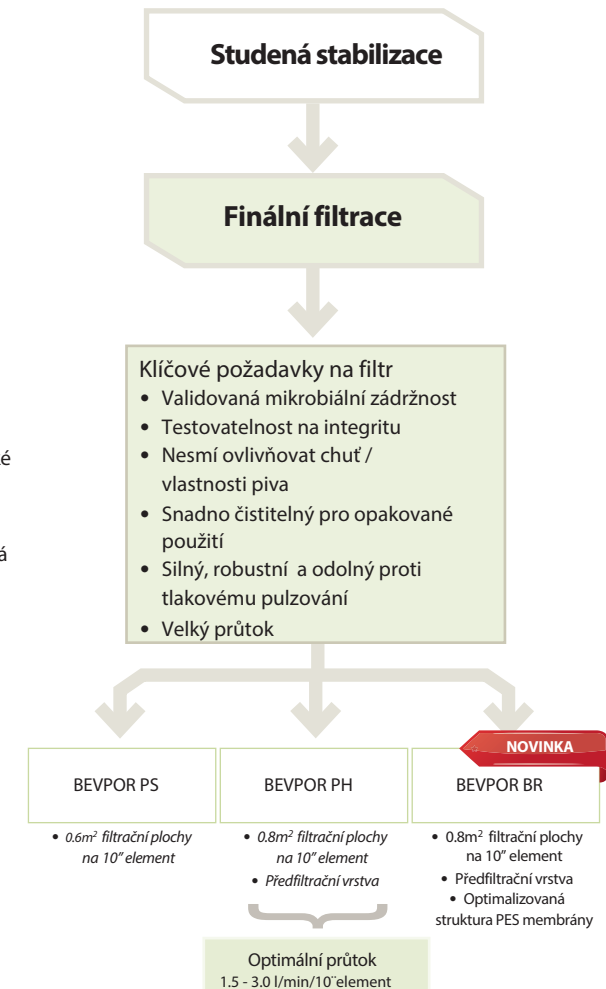 Studená stabilizace
Finální filtrace
Klíčové požadavky na filtr
• Validovaná mikrobiální zádržnost
• Testovatelnost na integritu
• Nesmí ovlivňovat chuť /
vlastnosti piva
• Snadno čistitelný pro opakované
použití
• Silný, robustní a odolný proti
tlakovému pulzování
• Velký průtok
é
á
NOVINKA
BEVPOR PS
• 0.6m² filtrační plochy
na 10” element
BEVPOR PH
• 0.8m² filtrační plochy
na 10” element
• Předfiltrační vrstva
BEVPOR BR
• 0.8m² filtrační plochy
na 10” element
• Předfiltrační vrstva
• Optimalizovaná
struktura PES membrány
Optimální průtok
1.5 - 3.0 l/min/10¨element